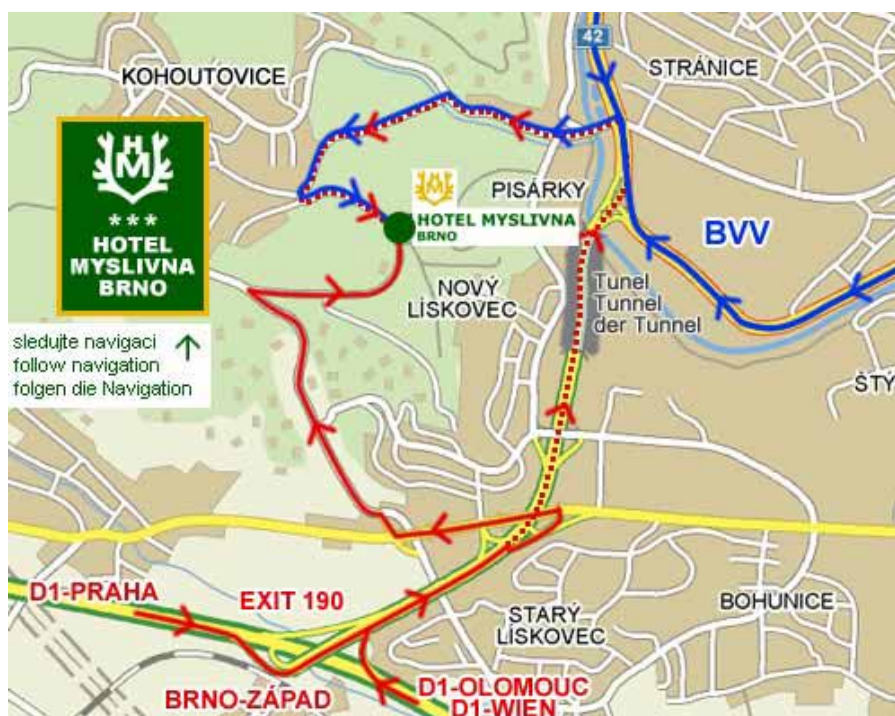 42
STRÁNICE
KOHOUTOVICE
HM
***
HOTEL
MYSLIVNA
BRNO
sledujte navigaci
follow navigation
folgen die Navigation
HM
HOTEL MYSLIVNA
BRNO
PISÁRKY
BVV
NOVÝ
LÍSKOVEC
Tunel
Tunnel
der Tunnel
ŠTÝ
D1-PRAHA
EXIT 190
STARÝ
LÍSKOVEC
BOHUNICE
BRNO-ZÁPAD
D1-OLOMOUC
D1-WIEN